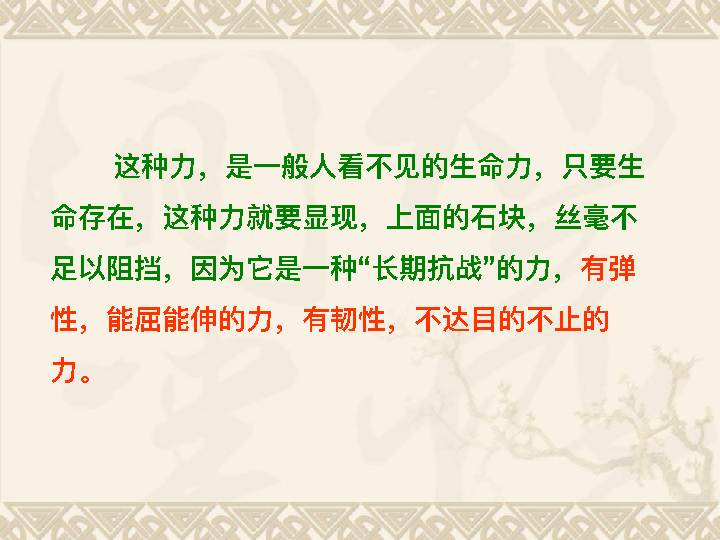 这种力，是一般人看不见的生命力，只要生
命存在，这种力就要显现，上面的石块，丝毫不
足以阻挡，因为它是一种“长期抗战”的力，有弹
性，能屈能伸的力，有韧性，不达目的不止的
力。